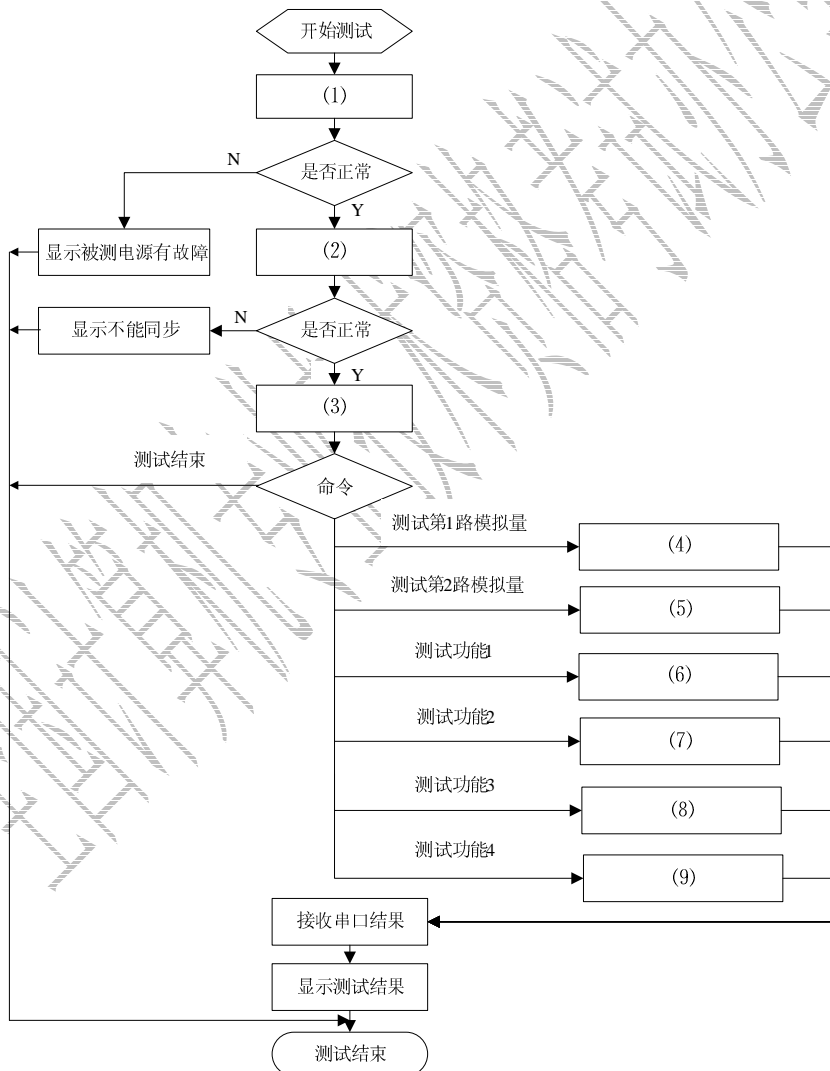 开始测试
(1)
是否正常
N
Y
显示被测电源有故障
(2)
显示不能同步
N
是否正常
Y
(3)
测试结束
命令
测试第1路模拟量
(4)
测试第2路模拟量
(5)
测试功能1
(6)
测试功能2
(7)
测试功能3
(8)
测试功能4
(9)
接收串口结果
显示测试结果
测试结束